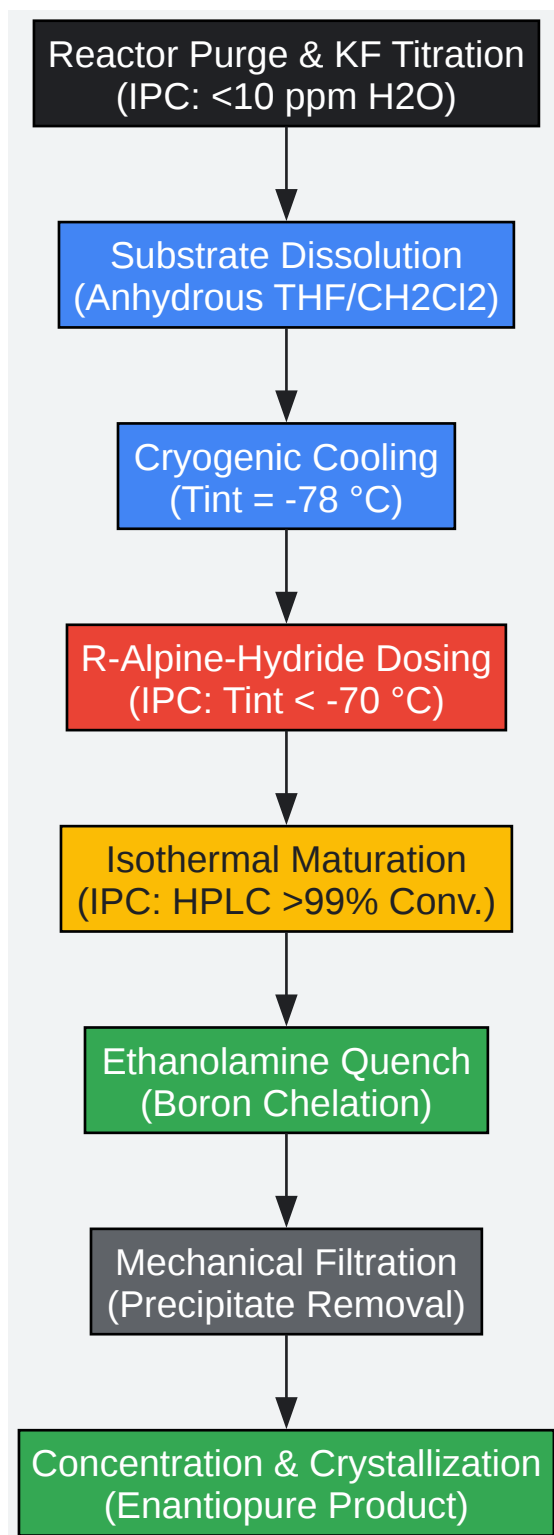 Reactor Purge & KF Titration
(IPC: <10 ppm H2O)
Substrate Dissolution
(Anhydrous THF/CH2Cl2)
Cryogenic Cooling
(Tint = -78 °C)
R-Alpine-Hydride Dosing
(IPC: Tint < -70 °C)
Isothermal Maturation
(IPC: HPLC >99% Conv.)
Ethanolamine Quench
(Boron Chelation)
Mechanical Filtration
(Precipitate Removal)
Concentration & Crystallization
(Enantiopure Product)